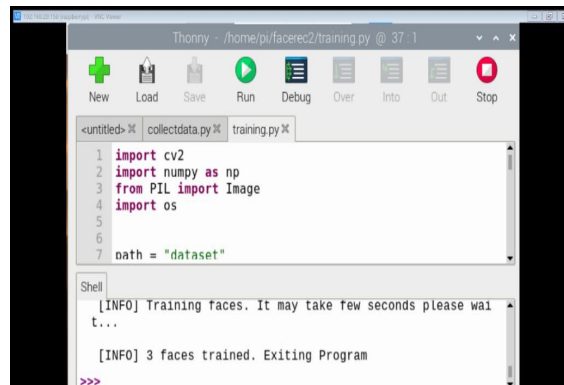 Thonny - /home/pi/facerec2/training.py @ 37:1
New Load Save Run Debug Over Into Out Stop
<untitled> collectdata.py training.py
1 import cv2
2 import numpy as np
3 from PIL import Image
4 import os
5
6
7 path = "dataset"
Shell
[INFO] Training faces. It may take few seconds please wai
t...
[INFO] 3 faces trained. Exiting Program
>>>